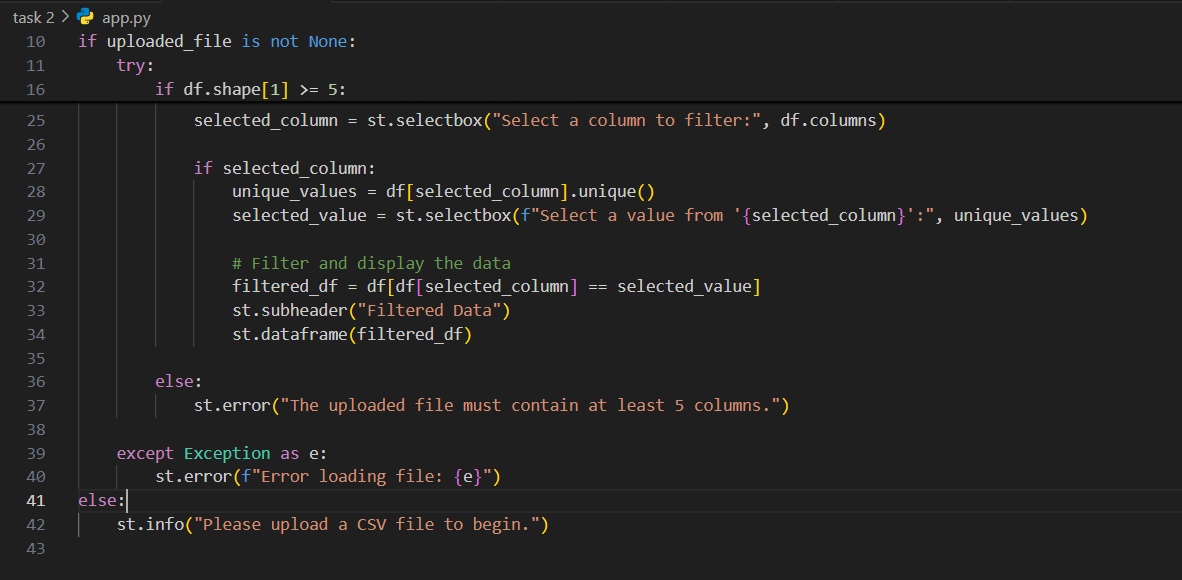 task 2 > app.py
10 if uploaded_file is not None:
11     try:
16         if df.shape[1] >= 5:
25             selected_column = st.selectbox("Select a column to filter:", df.columns)
26
27             if selected_column:
28                 unique_values = df[selected_column].unique()
29                 selected_value = st.selectbox(f"Select a value from '{selected_column}':", unique_values)
30
31                 # Filter and display the data
32                 filtered_df = df[df[selected_column] == selected_value]
33                 st.subheader("Filtered Data")
34                 st.dataframe(filtered_df)
35
36         else:
37             st.error("The uploaded file must contain at least 5 columns.")
38
39     except Exception as e:
40         st.error(f"Error loading file: {e}")
41 else:
42     st.info("Please upload a CSV file to begin.")
43